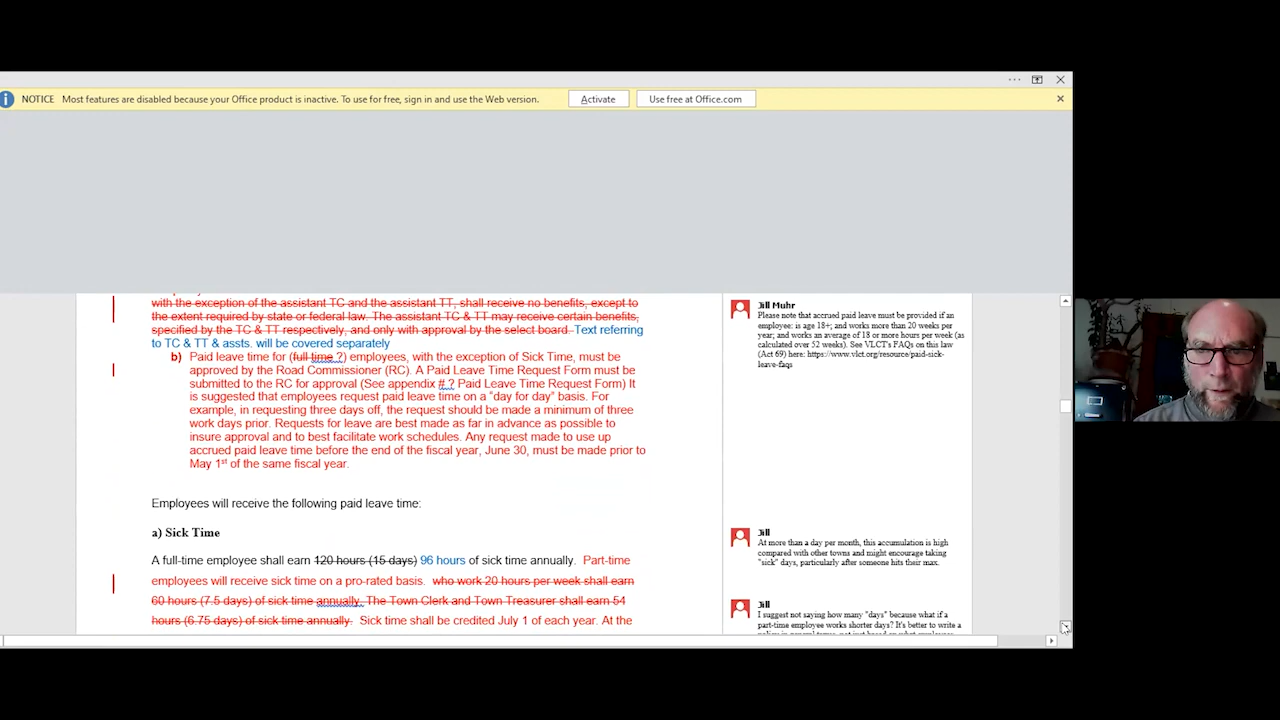 NOTICE Most features are disabled because your Office product is inactive. To use for free, sign in and use the Web version. Activate Use free at Office.com
with the exception of the assistant TC and the assistant TT, shall receive no benefits, except to
the extent required by state or federal law. The assistant TC & TT may receive certain benefits,
specified by the TC & TT respectively, and only with approval by the select board. Text referring
to TC & TT & assts. will be covered separately
b) Paid leave time for (full time ?) employees, with the exception of Sick Time, must be
approved by the Road Commissioner (RC). A Paid Leave Time Request Form must be
submitted to the RC for approval (See appendix #.? Paid Leave Time Request Form) It
is suggested that employees request paid leave time on a "day for day" basis. For
example, in requesting three days off, the request should be made a minimum of three
work days prior. Requests for leave are best made as far in advance as possible to
insure approval and to best facilitate work schedules. Any request made to use up
accrued paid leave time before the end of the fiscal year, June 30, must be made prior to
May 1st of the same fiscal year.
Employees will receive the following paid leave time:
a) Sick Time
A full-time employee shall earn 120 hours (15 days) 96 hours of sick time annually. Part-time
employees will receive sick time on a pro-rated basis. who work 20 hours per week shall earn
60 hours (7.5 days) of sick time annually. The Town Clerk and Town Treasurer shall earn 54
hours (6.75 days) of sick time annually. Sick time shall be credited July 1 of each year. At the
Jill Muhr
Please note that accrued paid leave must be provided if an
employee: is age 18+; and works more than 20 weeks per
year; and works an average of 18 or more hours per week (as
calculated over 52 weeks). See VLCT's FAQs on this law
(Act 69) here: https://www.vlct.org/resource/paid-sick-
leave-faqs
Jill
At more than a day per month, this accumulation is high
compared with other towns and might encourage taking
"sick" days, particularly after someone hits their max.
Jill
I suggest not saying how many "days" because what if a
part-time employee works shorter days? It's better to write a